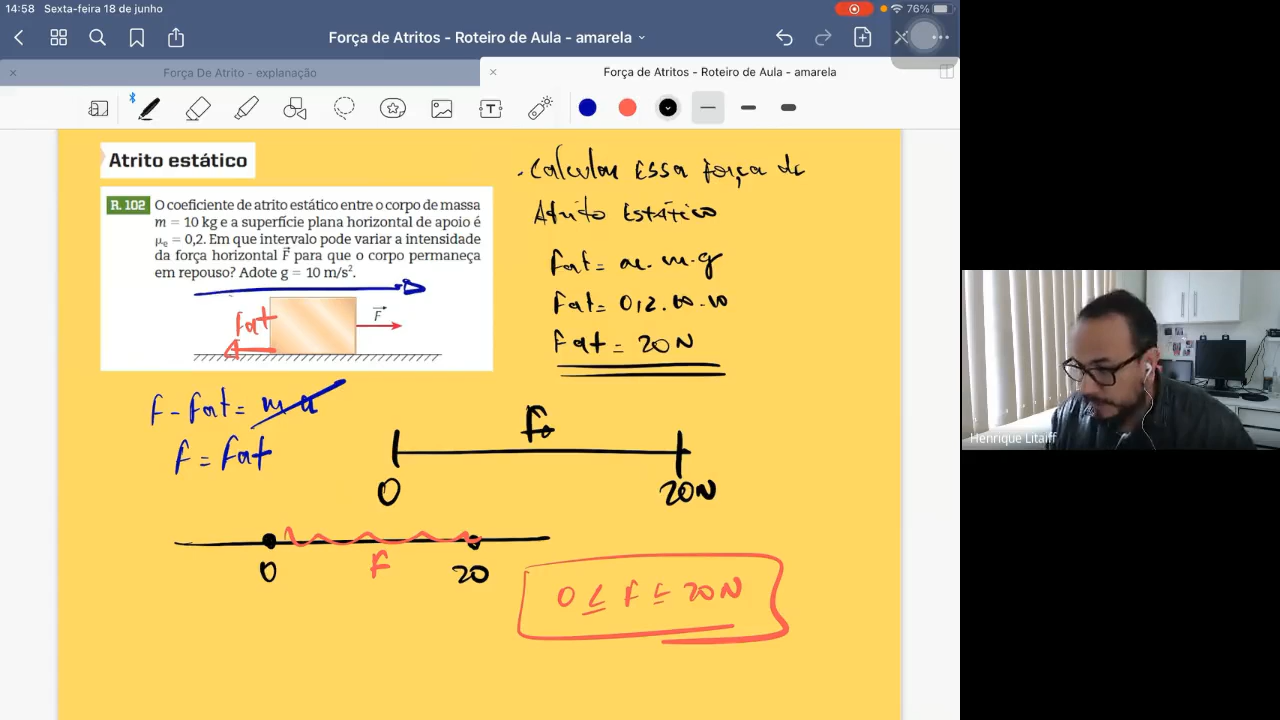 14:58 Sexta-feira 18 de junho
76%
Força de Atritos - Roteiro de Aula - amarela
Força De Atrito - explanação
Força de Atritos - Roteiro de Aula - amarela
Atrito estático
R. 102 O coeficiente de atrito estático entre o corpo de massa
m = 10 kg e a superfície plana horizontal de apoio é
μe = 0,2. Em que intervalo pode variar a intensidade
da força horizontal F⃗ para que o corpo permaneça
em repouso? Adote g = 10 m/s².
Fat
F⃗
· Calcular Essa força de
Atrito Estático
Fat = μ . m . g
Fat = 0,2 . 10 . 10
Fat = 20 N
F - Fat = m a
F = Fat
0
20N
0
F
20
0 ≤ F ≤ 20 N
Henrique Litaiff